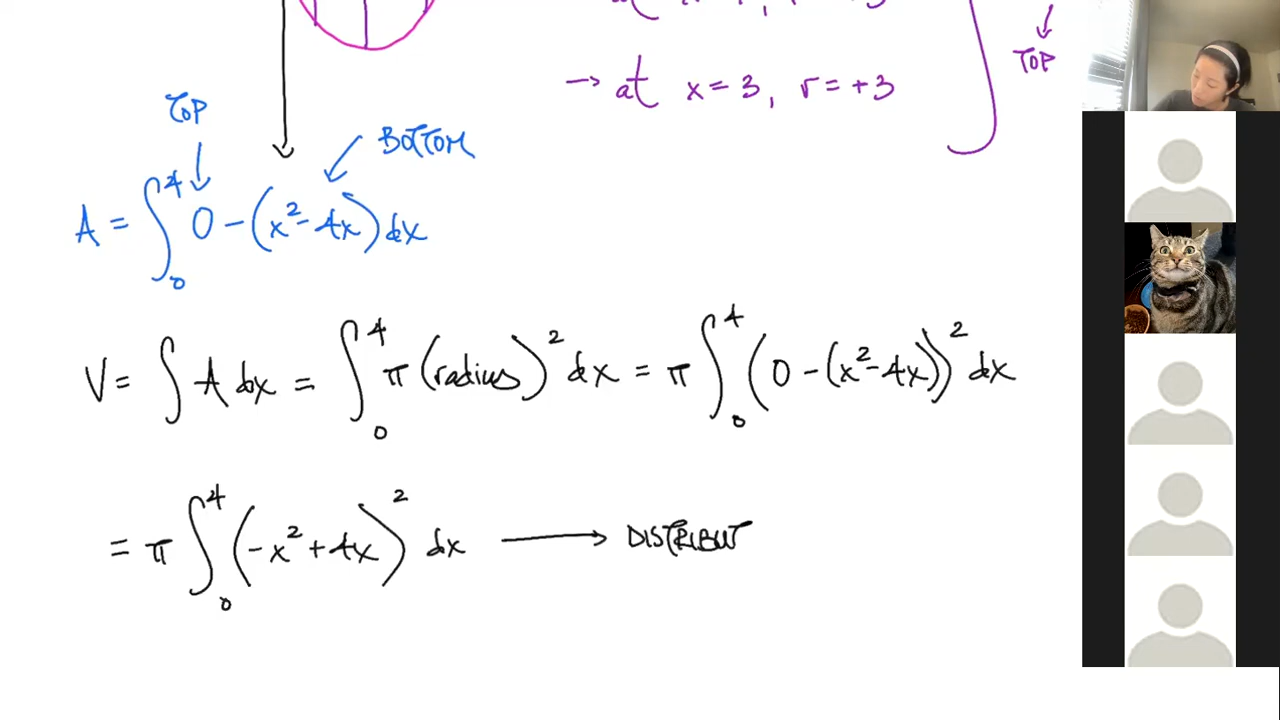 → at x = 3, r = +3
TOP
TOP
BOTTOM
A = ∫₀⁴ 0 - (x² - 4x) dx
V = ∫ A dx = ∫₀⁴ π (radius)² dx = π ∫₀⁴ (0 - (x² - 4x))² dx
= π ∫₀⁴ (-x² + 4x)² dx → DISTRIBUT